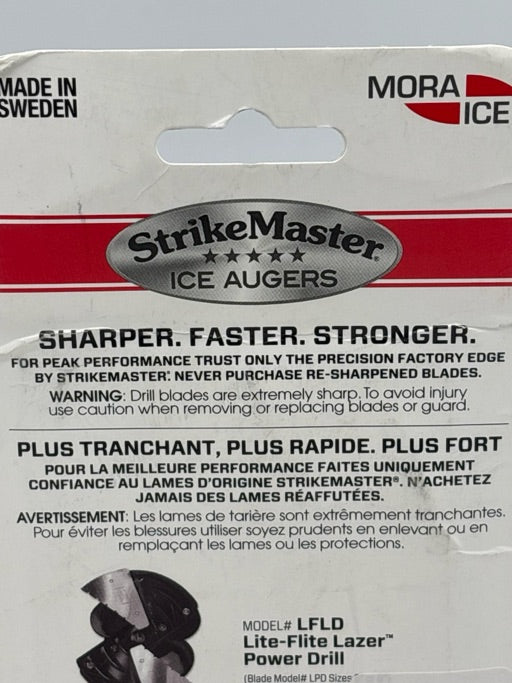 MADE IN
SWEDEN
MORA
ICE
StrikeMaster®
ICE AUGERS
SHARPER. FASTER. STRONGER.
FOR PEAK PERFORMANCE TRUST ONLY THE PRECISION FACTORY EDGE
BY STRIKEMASTER®. NEVER PURCHASE RE-SHARPENED BLADES.
WARNING: Drill blades are extremely sharp. To avoid injury
use caution when removing or replacing blades or guard.
PLUS TRANCHANT, PLUS RAPIDE. PLUS FORT
POUR LA MEILLEURE PERFORMANCE FAITES UNIQUEMENT
CONFIANCE AU LAMES D'ORIGINE STRIKEMASTER®. N'ACHETEZ
JAMAIS DES LAMES RÉAFFUTÉES.
AVERTISSEMENT: Les lames de tarière sont extrêmement tranchantes.
Pour éviter les blessures utiliser soyez prudents en enlevant ou en
remplaçant les lames ou les protections.
MODEL# LFLD
Lite-Flite Lazer™
Power Drill
(Blade Model# LPD Sizes